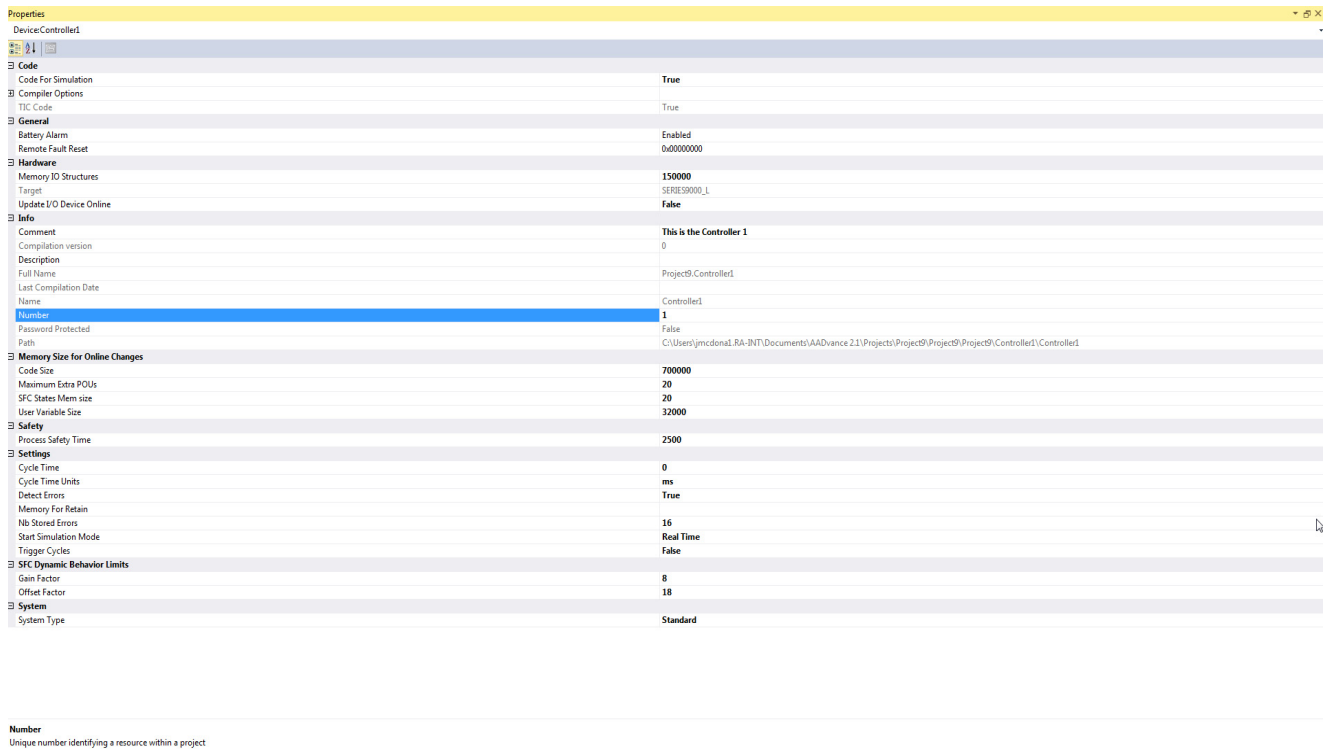 Properties
Device:Controller1
Code
Code For Simulation True
Compiler Options
TIC Code True
General
Battery Alarm Enabled
Remote Fault Reset 0x00000000
Hardware
Memory IO Structures 150000
Target SERIES9000_L
Update I/O Device Online False
Info
Comment This is the Controller 1
Compilation version 0
Description
Full Name Project9.Controller1
Last Compilation Date
Name Controller1
Number 1
Password Protected False
Path C:\Users\jmcdona1.RA-INT\Documents\AADvance 2.1\Projects\Project9\Project9\Project9\Controller1\Controller1
Memory Size for Online Changes
Code Size 700000
Maximum Extra POUs 20
SFC States Mem size 20
User Variable Size 32000
Safety
Process Safety Time 2500
Settings
Cycle Time 0
Cycle Time Units ms
Detect Errors True
Memory For Retain
Nb Stored Errors 16
Start Simulation Mode Real Time
Trigger Cycles False
SFC Dynamic Behavior Limits
Gain Factor 8
Offset Factor 18
System
System Type Standard
Number
Unique number identifying a resource within a project